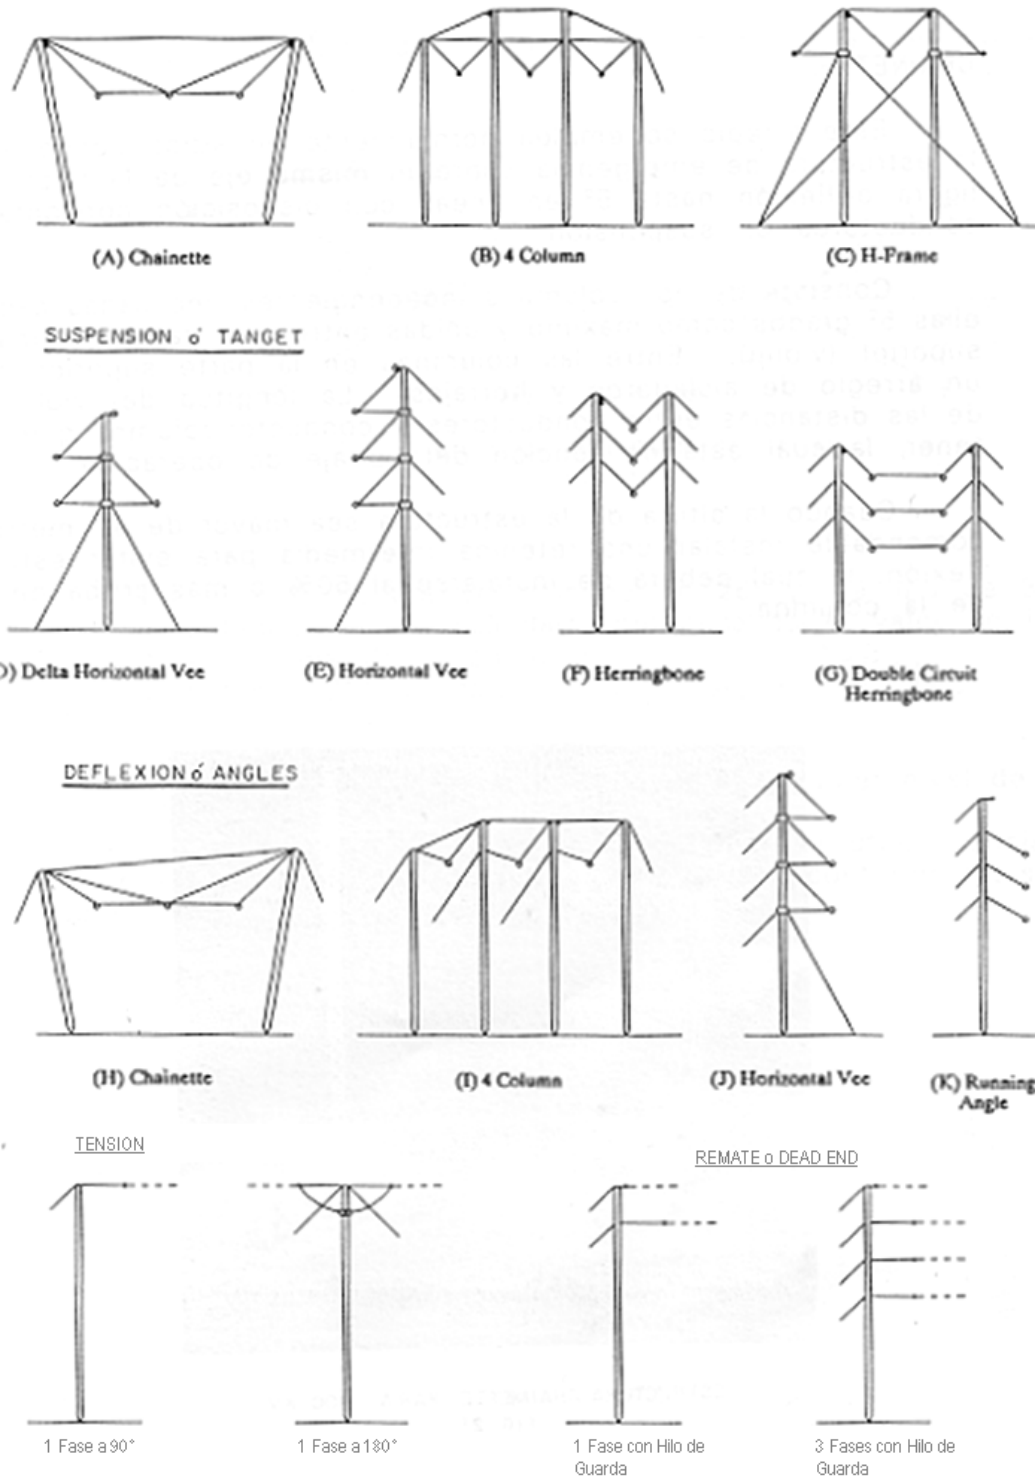 (A) Chainette
(B) 4 Column
(C) H-Frame
SUSPENSION ó TANGET
D) Delta Horizontal Vee
(E) Horizontal Vee
(F) Herringbone
(G) Double Circuit
Herringbone
DEFLEXION ó ANGLES
(H) Chainette
(I) 4 Column
(J) Horizontal Vee
(K) Running
Angle
TENSION
REMATE o DEAD END
1 Fase a 90°
1 Fase a 180°
1 Fase con Hilo de
Guarda
3 Fases con Hilo de
Guarda